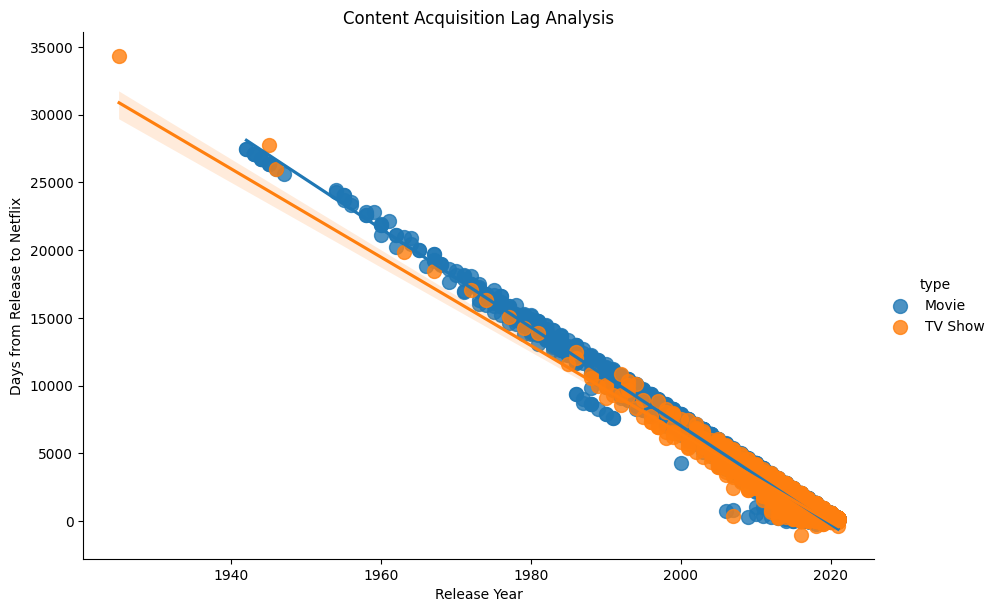 Content Acquisition Lag Analysis
35000
30000
25000
20000
15000
10000
5000
0
Days from Release to Netflix
1940
1960
1980
2000
2020
Release Year
type
Movie
TV Show